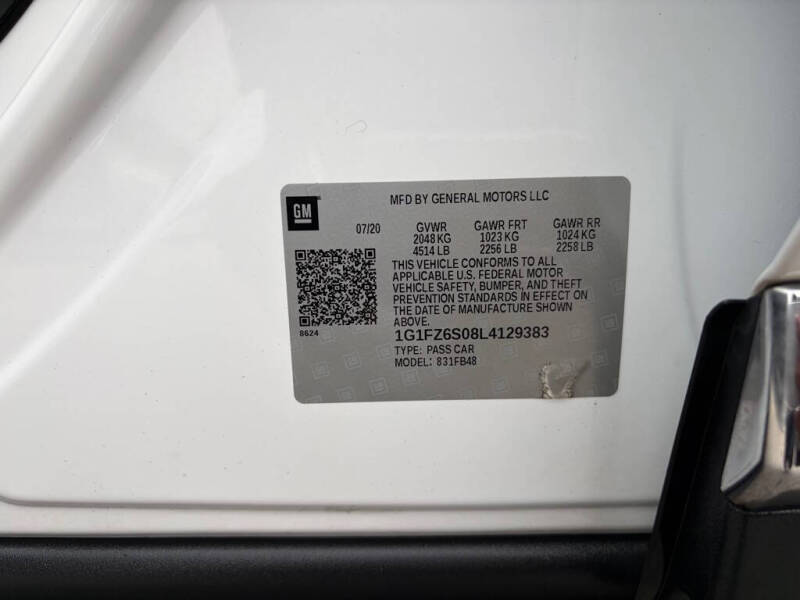 GM
MFD BY GENERAL MOTORS LLC
07/20 GVWR GAWR FRT GAWR RR
2048 KG 1023 KG 1024 KG
4514 LB 2256 LB 2258 LB
THIS VEHICLE CONFORMS TO ALL
APPLICABLE U.S. FEDERAL MOTOR
VEHICLE SAFETY, BUMPER, AND THEFT
PREVENTION STANDARDS IN EFFECT ON
THE DATE OF MANUFACTURE SHOWN
ABOVE.
8624
1G1FZ6S08L4129383
TYPE: PASS CAR
MODEL: 831FB48